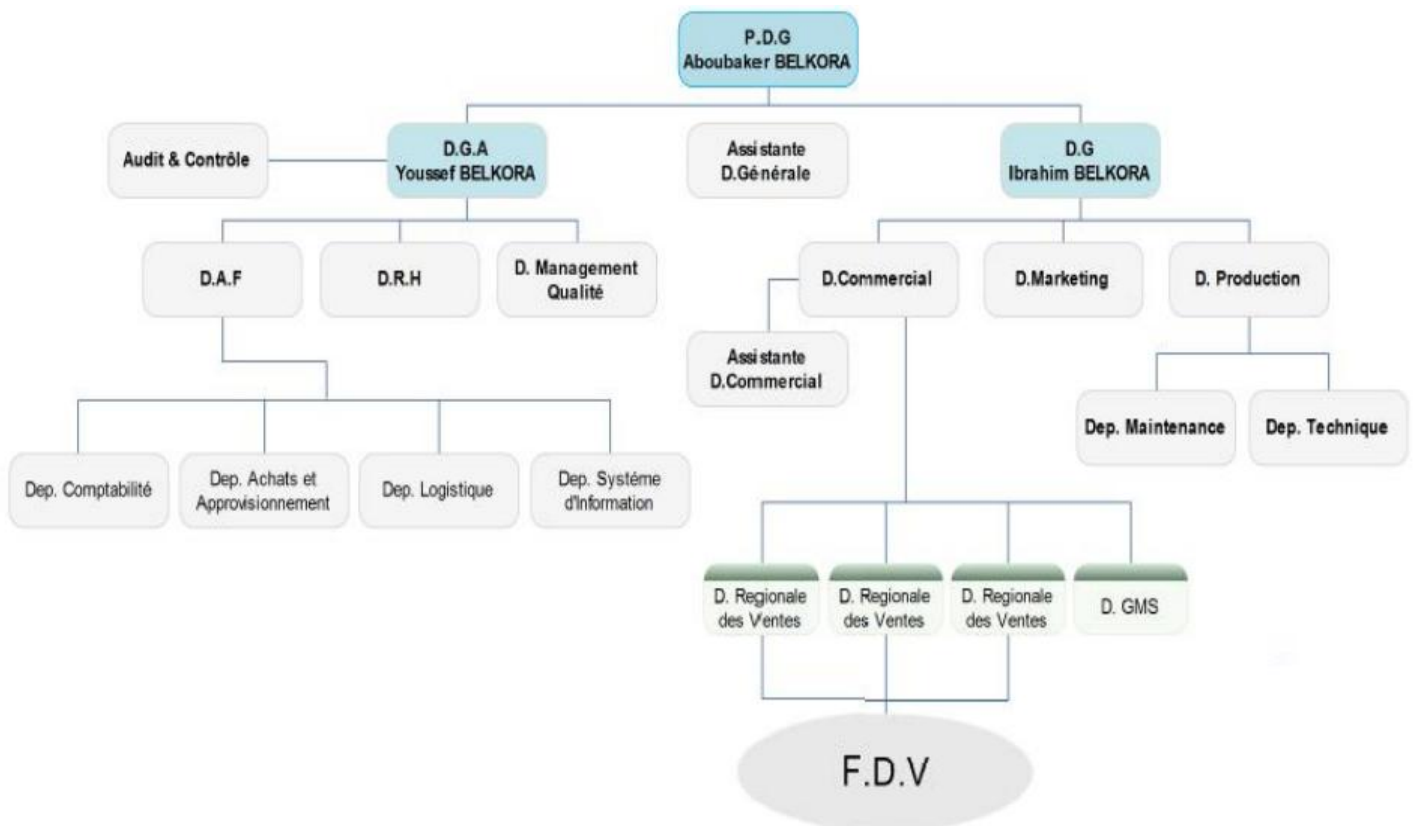 P.D.G
Aboubaker BELKORA
Audit & Contrôle
D.G.A
Youssef BELKORA
Assistante
D.Générale
D.G
Ibrahim BELKORA
D.A.F
D.R.H
D. Management
Qualité
D.Commercial
D.Marketing
D. Production
Assistante
D.Commercial
Dep. Maintenance
Dep. Technique
Dep. Comptabilité
Dep. Achats et
Approvisionnement
Dep. Logistique
Dep. Systéme
d'Information
D. Regionale
des Ventes
D. Regionale
des Ventes
D. Regionale
des Ventes
D. GMS
F.D.V